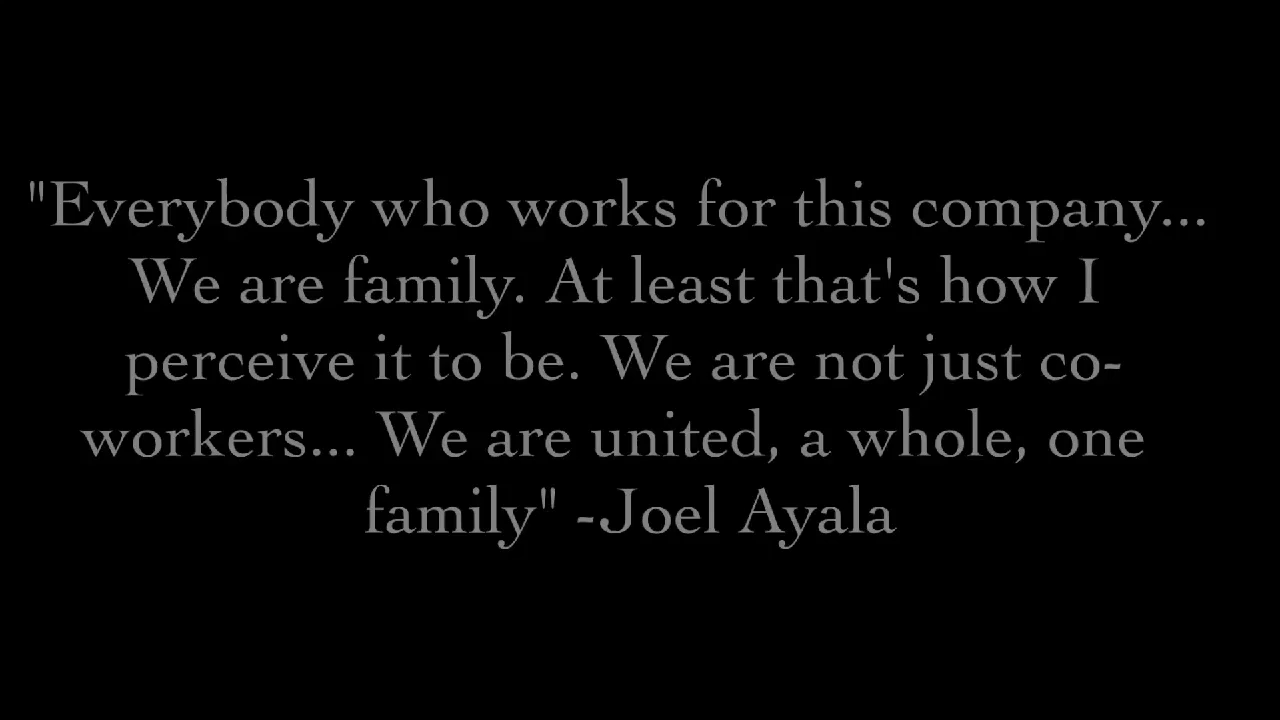 "Everybody who works for this company...
We are family. At least that's how I
perceive it to be. We are not just co-
workers... We are united, a whole, one
family" -Joel Ayala